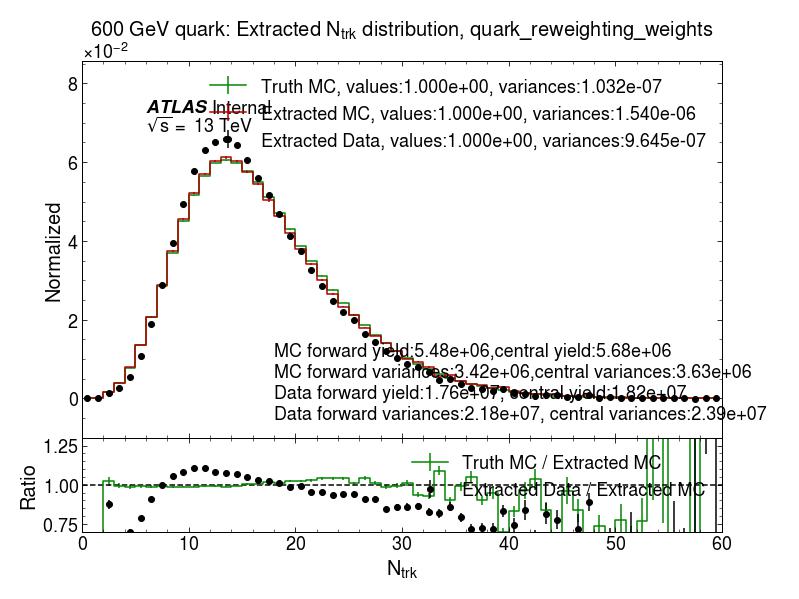 600 GeV quark: Extracted Ntrk distribution, quark_reweighting_weights
×10−2
Truth MC, values:1.000e+00, variances:1.032e-07
ATLAS Internal
Extracted MC, values:1.000e+00, variances:1.540e-06
√s = 13 TeV
Extracted Data, values:1.000e+00, variances:9.645e-07
Normalized
8
6
4
2
0
MC forward yield:5.48e+06,central yield:5.68e+06
MC forward variances:3.42e+06,central variances:3.63e+06
Data forward yield:1.76e+07, central yield:1.82e+07
Data forward variances:2.18e+07, central variances:2.39e+07
Ratio
1.25
1.00
0.75
Truth MC / Extracted MC
Extracted Data / Extracted MC
0 10 20 30 40 50 60
Ntrk